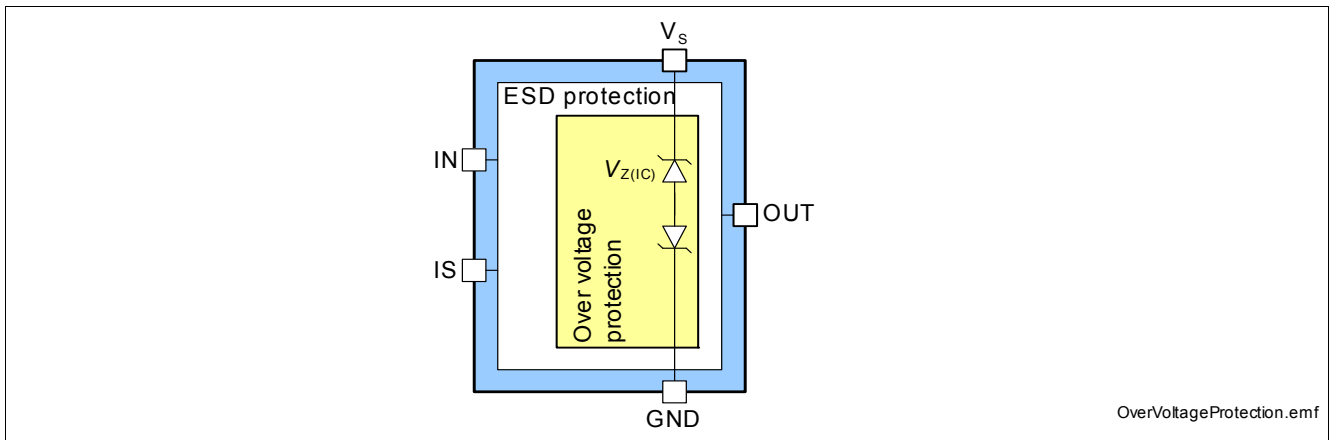 VS
ESD protection
IN
VZ(IC)
OUT
Over voltage
protection
IS
GND
OverVoltageProtection.emf